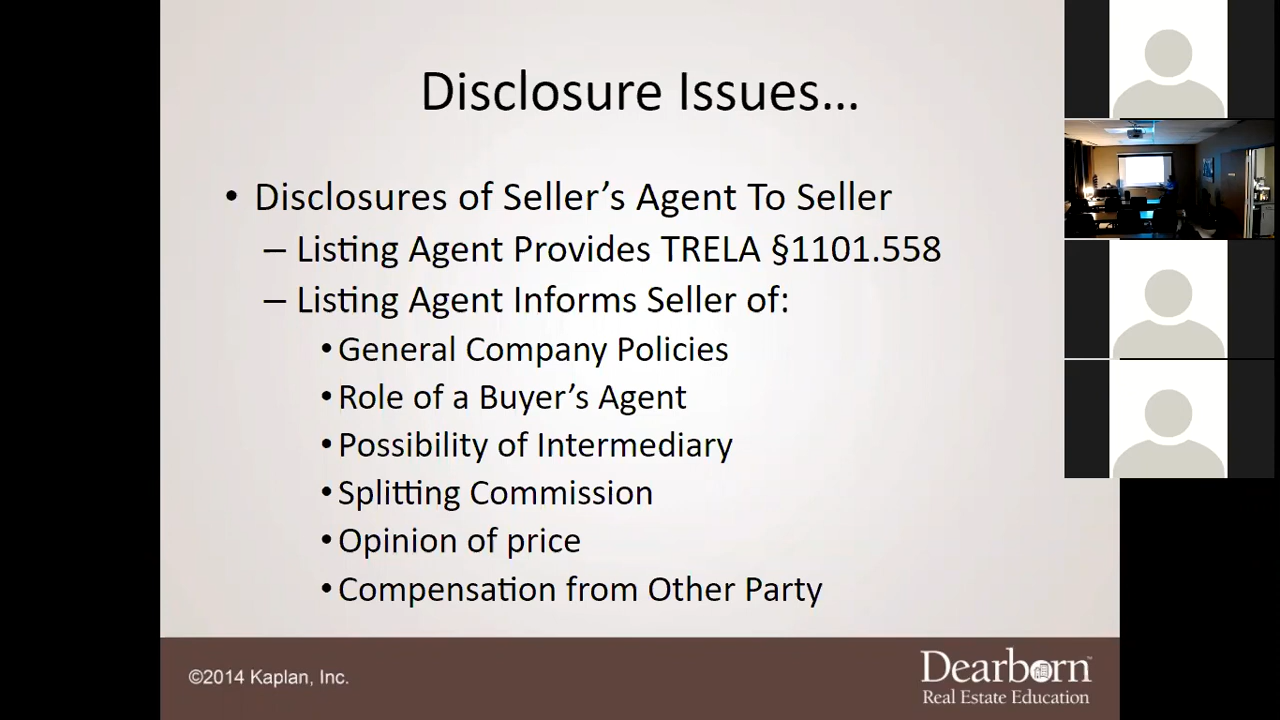 Disclosure Issues...
• Disclosures of Seller's Agent To Seller
– Listing Agent Provides TRELA §1101.558
– Listing Agent Informs Seller of:
• General Company Policies
• Role of a Buyer's Agent
• Possibility of Intermediary
• Splitting Commission
• Opinion of price
• Compensation from Other Party
©2014 Kaplan, Inc.
Dearborn™
Real Estate Education